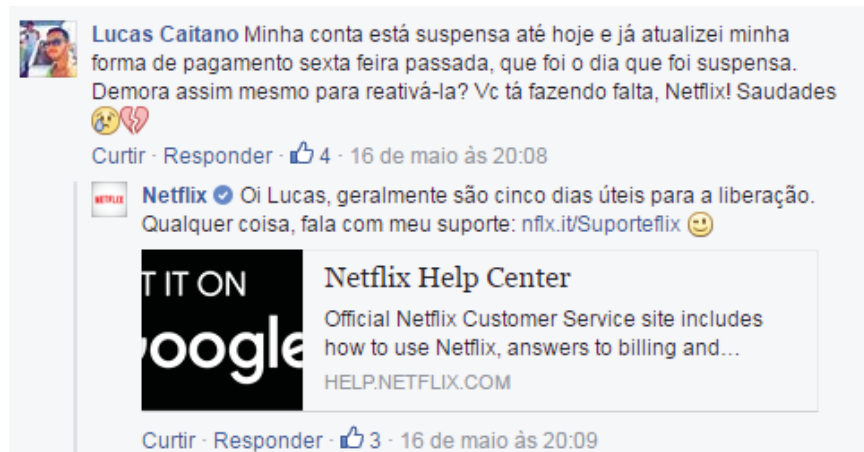 Lucas Caitano Minha conta está suspensa até hoje e já atualizei minha
forma de pagamento sexta feira passada, que foi o dia que foi suspensa.
Demora assim mesmo para reativá-la? Vc tá fazendo falta, Netflix! Saudades
😢💔
Curtir · Responder · 👍 4 · 16 de maio às 20:08
NETFLIX
Netflix Oi Lucas, geralmente são cinco dias úteis para a liberação.
Qualquer coisa, fala com meu suporte: nflx.it/Suporteflix 😉
T IT ON
oogle
Netflix Help Center
Official Netflix Customer Service site includes
how to use Netflix, answers to billing and...
HELP.NETFLIX.COM
Curtir · Responder · 👍 3 · 16 de maio às 20:09